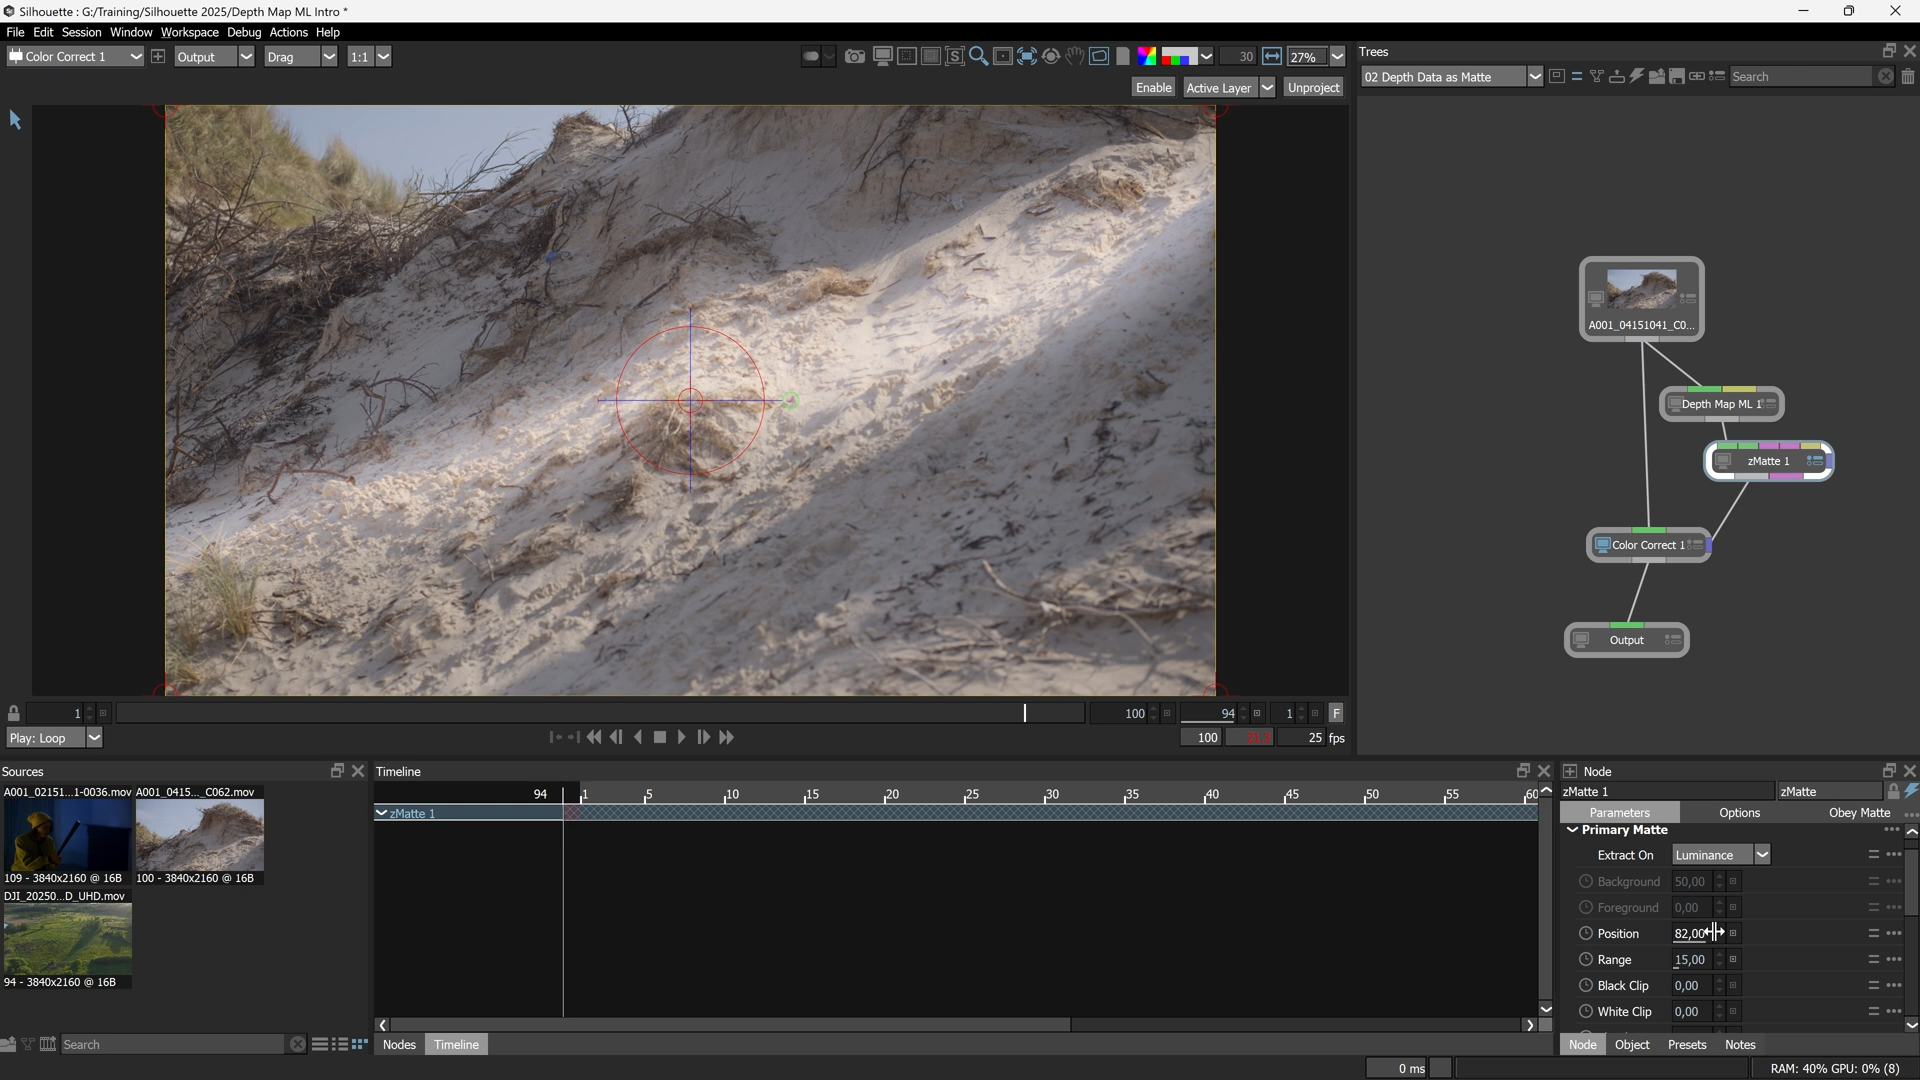 Silhouette : G:/Training/Silhouette 2025/Depth Map ML Intro *
File Edit Session Window Workspace Debug Actions Help
Color Correct 1 Output Drag 1:1 30 27%
Enable Active Layer Unproject
Trees
02 Depth Data as Matte Search
A001_04151041_C0...
Depth Map ML 1
zMatte 1
Color Correct 1
Output
1 100 94 1 F
Play: Loop 100 25 fps
Sources
A001_02151...1-0036.mov A001_0415..._C062.mov
109 - 3840x2160 @ 16B 100 - 3840x2160 @ 16B
DJI_20250...D_UHD.mov
94 - 3840x2160 @ 16B
Search
Timeline
94 1 5 10 15 20 25 30 35 40 45 50 55 60
zMatte 1
Nodes Timeline
Node
zMatte 1 zMatte
Parameters Options Obey Matte
Primary Matte
Extract On Luminance
Background 50,00
Foreground 0,00
Position 82,00
Range 15,00
Black Clip 0,00
White Clip 0,00
Node Object Presets Notes
0 ms RAM: 40% GPU: 0% (8)